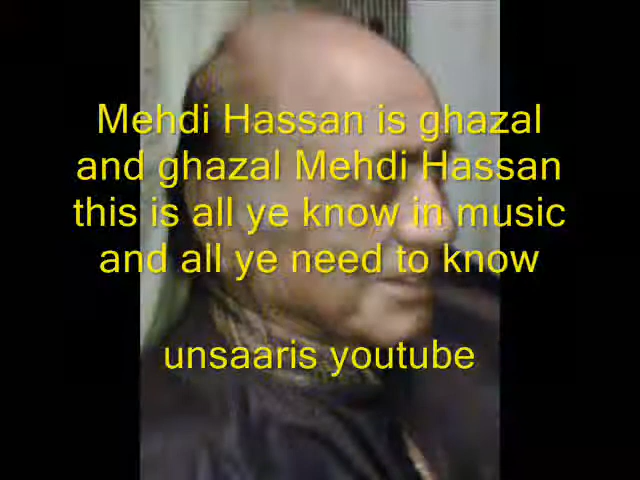 Mehdi Hassan is ghazal
and ghazal Mehdi Hassan
this is all ye know in music
and all ye need to know
unsaaris youtube